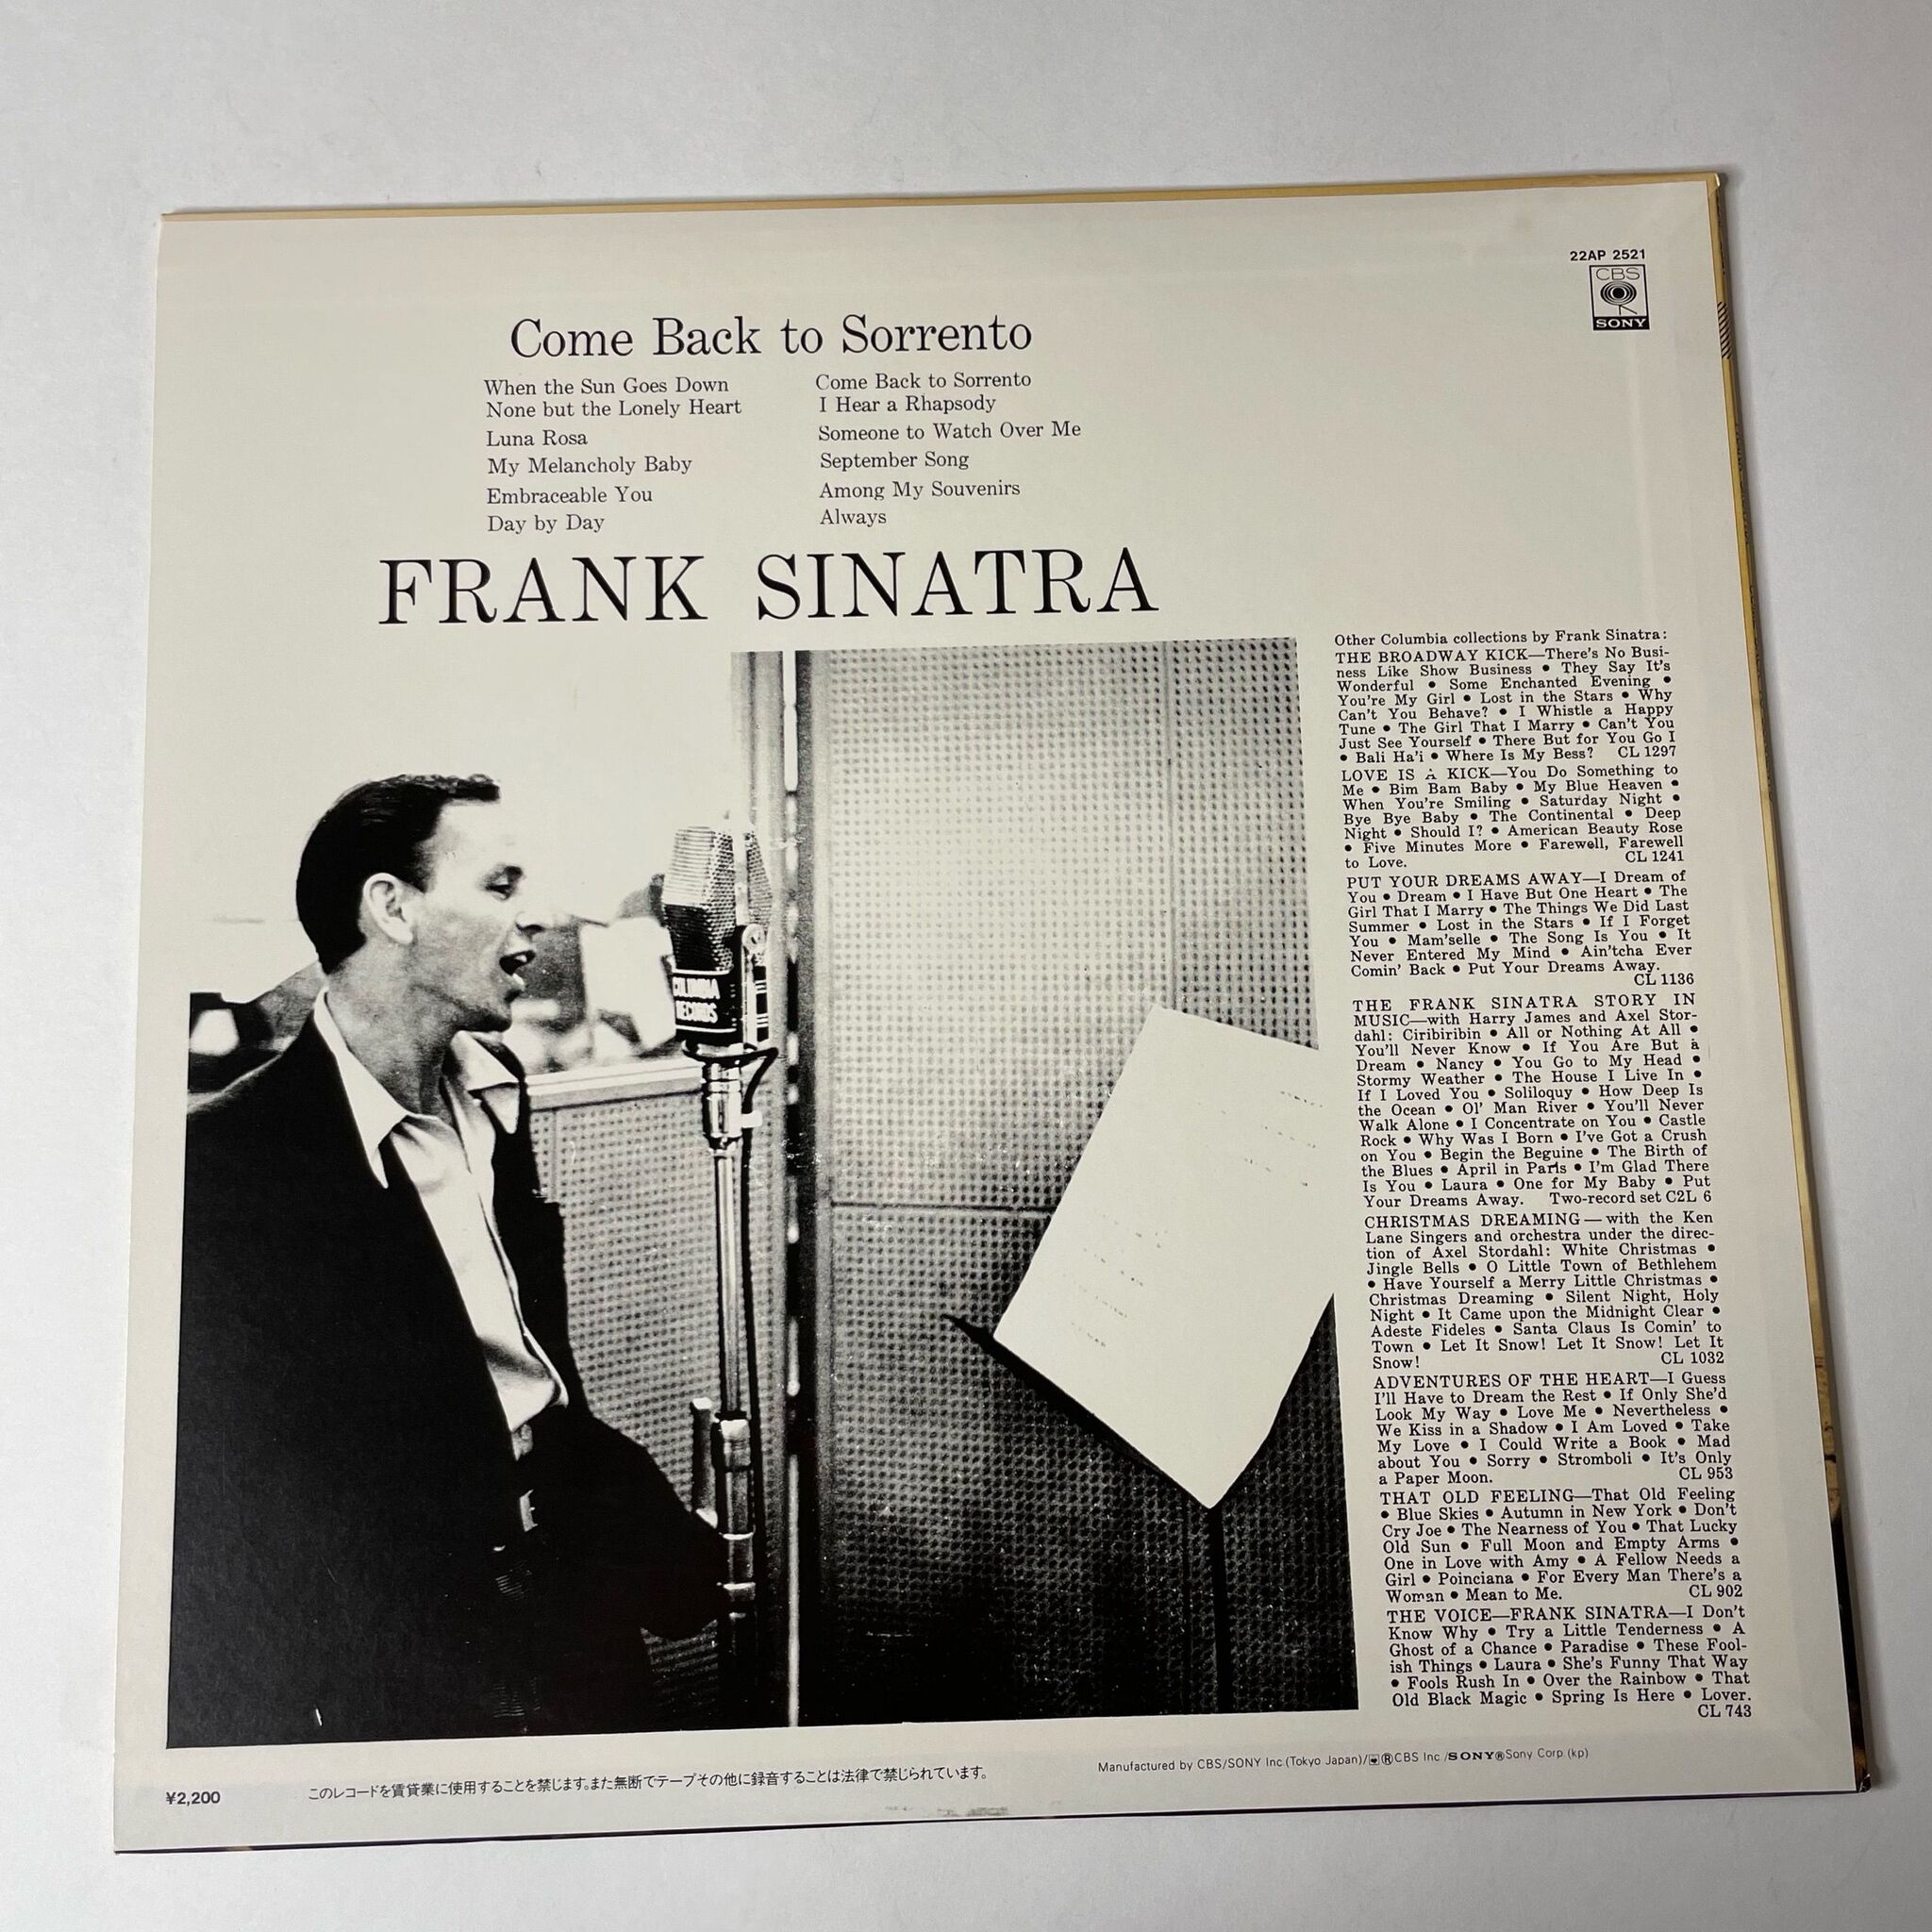 22AP 2521
CBS
SONY
Come Back to Sorrento
When the Sun Goes Down
None but the Lonely Heart
Luna Rosa
My Melancholy Baby
Embraceable You
Day by Day
Come Back to Sorrento
I Hear a Rhapsody
Someone to Watch Over Me
September Song
Among My Souvenirs
Always
FRANK SINATRA
COLUMBIA
RECORDS
Other Columbia collections by Frank Sinatra:
THE BROADWAY KICK—There's No Busi-
ness Like Show Business • They Say It's
Wonderful • Some Enchanted Evening •
You're My Girl • Lost in the Stars • Why
Can't You Behave? • I Whistle a Happy
Tune • The Girl That I Marry • Can't You
Just See Yourself • There But for You Go I
• Bali Ha'i • Where Is My Bess? CL 1297
LOVE IS A KICK—You Do Something to
Me • Bim Bam Baby • My Blue Heaven •
When You're Smiling • Saturday Night •
Bye Bye Baby • The Continental • Deep
Night • Should I? • American Beauty Rose
• Five Minutes More • Farewell, Farewell
to Love. CL 1241
PUT YOUR DREAMS AWAY—I Dream of
You • Dream • I Have But One Heart • The
Girl That I Marry • The Things We Did Last
Summer • Lost in the Stars • If I Forget
You • Mam'selle • The Song Is You • It
Never Entered My Mind • Ain'tcha Ever
Comin' Back • Put Your Dreams Away.
CL 1136
THE FRANK SINATRA STORY IN
MUSIC—with Harry James and Axel Stor-
dahl: Ciribiribin • All or Nothing At All •
You'll Never Know • If You Are But a
Dream • Nancy • You Go to My Head •
Stormy Weather • The House I Live In •
If I Loved You • Soliloquy • How Deep Is
the Ocean • Ol' Man River • You'll Never
Walk Alone • I Concentrate on You • Castle
Rock • Why Was I Born • I've Got a Crush
on You • Begin the Beguine • The Birth of
the Blues • April in Paris • I'm Glad There
Is You • Laura • One for My Baby • Put
Your Dreams Away. Two-record set C2L 6
CHRISTMAS DREAMING—with the Ken
Lane Singers and orchestra under the direc-
tion of Axel Stordahl: White Christmas •
Jingle Bells • O Little Town of Bethlehem
• Have Yourself a Merry Little Christmas •
Christmas Dreaming • Silent Night, Holy
Night • It Came upon the Midnight Clear •
Adeste Fideles • Santa Claus Is Comin' to
Town • Let It Snow! Let It Snow! Let It
Snow! CL 1032
ADVENTURES OF THE HEART—I Guess
I'll Have to Dream the Rest • If Only She'd
Look My Way • Love Me • Nevertheless •
We Kiss in a Shadow • I Am Loved • Take
My Love • I Could Write a Book • Mad
about You • Sorry • Stromboli • It's Only
a Paper Moon. CL 953
THAT OLD FEELING—That Old Feeling
• Blue Skies • Autumn in New York • Don't
Cry Joe • The Nearness of You • That Lucky
Old Sun • Full Moon and Empty Arms •
One in Love with Amy • A Fellow Needs a
Girl • Poinciana • For Every Man There's a
Woman • Mean to Me. CL 902
THE VOICE—FRANK SINATRA—I Don't
Know Why • Try a Little Tenderness • A
Ghost of a Chance • Paradise • These Fool-
ish Things • Laura • She's Funny That Way
• Fools Rush In • Over the Rainbow • That
Old Black Magic • Spring Is Here • Lover.
CL 743
¥2,200
このレコードを賃貸業に使用することを禁じます。また無断でテープその他に録音することは法律で禁じられています。
Manufactured by CBS/SONY Inc.(Tokyo Japan)/®CBS Inc./SONY®Sony Corp (kp)